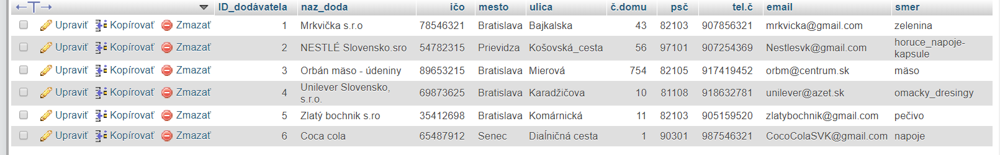 ←T→ ▼ ID_dodávatela naz_doda ičo mesto ulica č.domu psč tel.č email smer
Upraviť Kopírovať Zmazať 1 Mrkvička s.r.o 78546321 Bratislava Bajkalska 43 82103 907856321 mrkvicka@gmail.com zelenina
Upraviť Kopírovať Zmazať 2 NESTLÉ Slovensko.sro 54782315 Prievidza Košovská_cesta 56 97101 907254369 Nestlesvk@gmail.com horuce_napoje-
kapsule
Upraviť Kopírovať Zmazať 3 Orbán mäso - údeniny 89653215 Bratislava Mierová 754 82105 917419452 orbm@centrum.sk mäso
Upraviť Kopírovať Zmazať 4 Unilever Slovensko,
s.r.o. 69873625 Bratislava Karadžičova 10 81108 918632781 unilever@azet.sk omacky_dresingy
Upraviť Kopírovať Zmazať 5 Zlatý bochnik s.ro 35412698 Bratislava Komárnická 11 82103 905159520 zlatybochnik@gmail.com pečivo
Upraviť Kopírovať Zmazať 6 Coca cola 65487912 Senec Diaĺničná cesta 1 90301 987546321 CocoColaSVK@gmail.com napoje